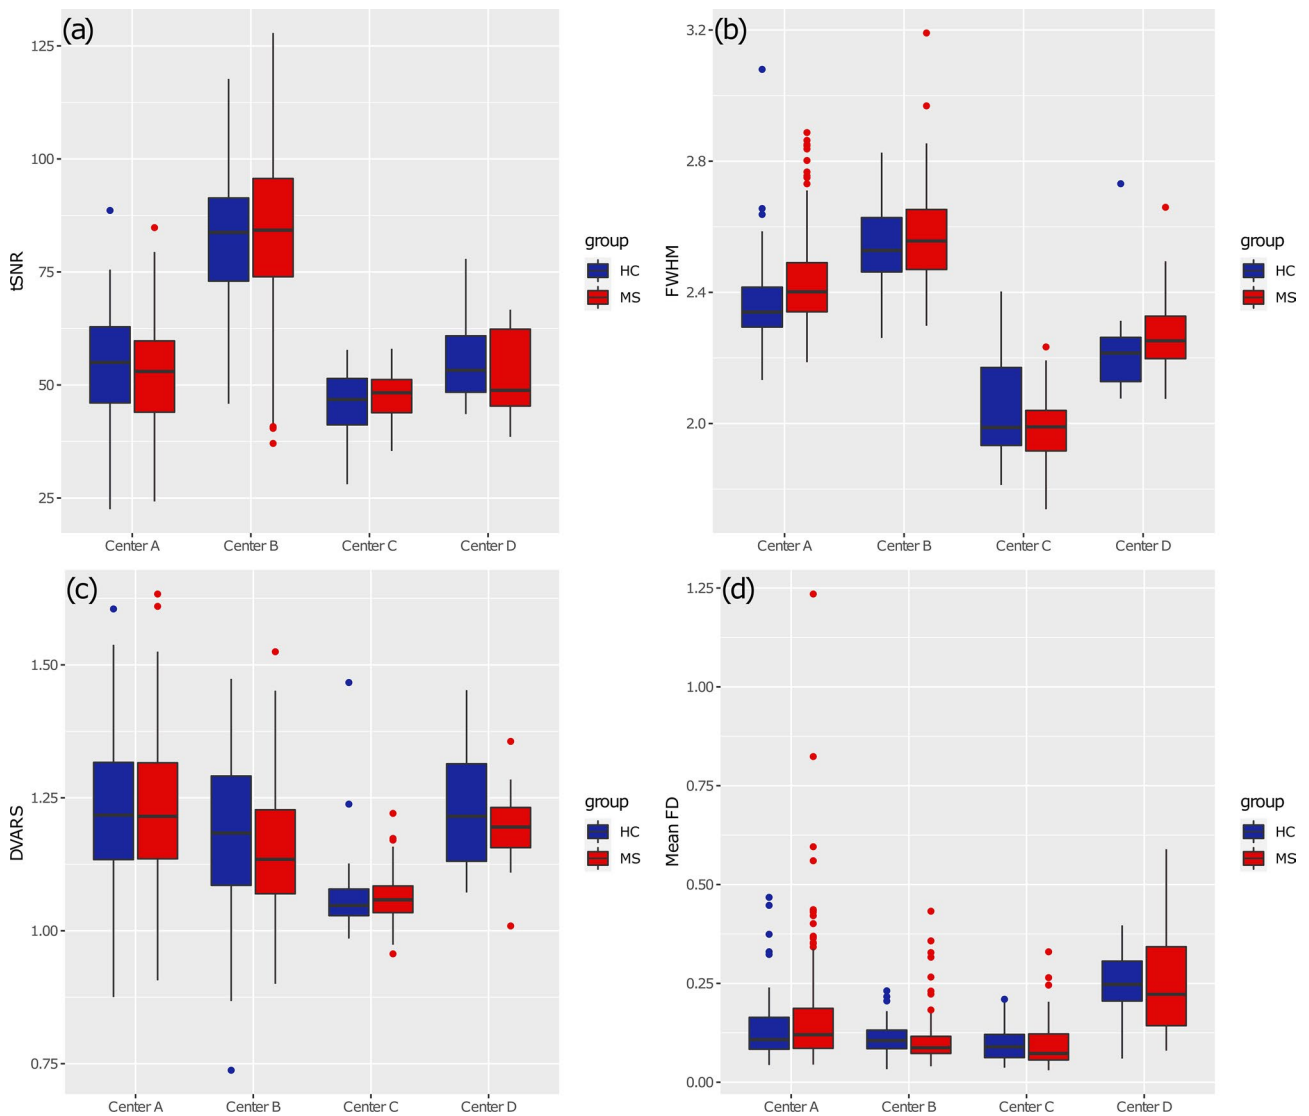 (a)
125
100
75
50
25
tSNR
Center A
Center B
Center C
Center D
group
HC
MS
(b)
3.2
2.8
2.4
2.0
FWHM
Center A
Center B
Center C
Center D
group
HC
MS
(c)
1.50
1.25
1.00
0.75
DVARS
Center A
Center B
Center C
Center D
group
HC
MS
(d)
1.25
1.00
0.75
0.50
0.25
0.00
Mean FD
Center A
Center B
Center C
Center D
group
HC
MS